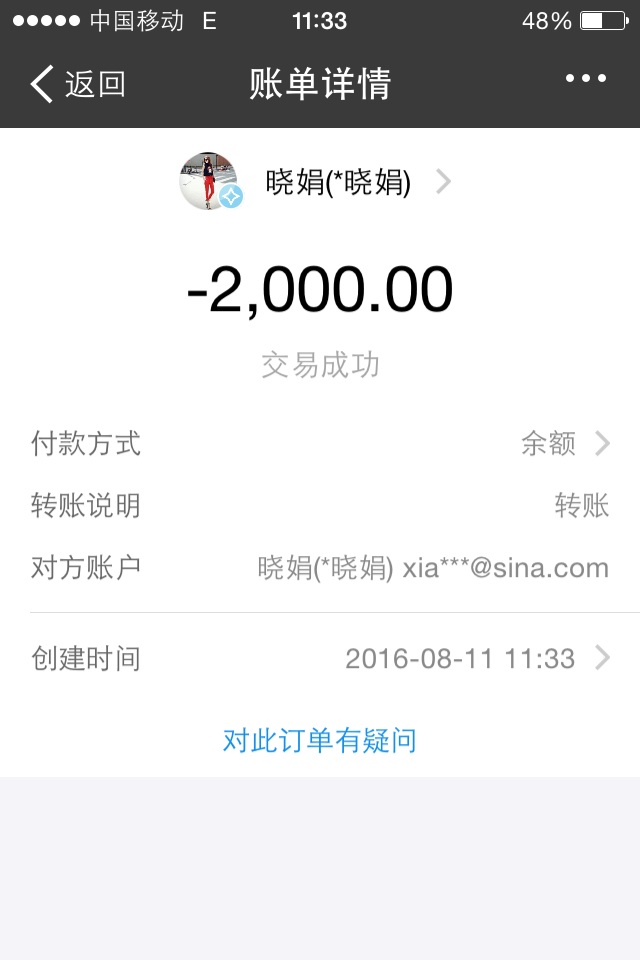 中国移动 E 11:33 48%
返回 账单详情
晓娟(*晓娟)
-2,000.00
交易成功
付款方式 余额
转账说明 转账
对方账户 晓娟(*晓娟) xia***@sina.com
创建时间 2016-08-11 11:33
对此订单有疑问